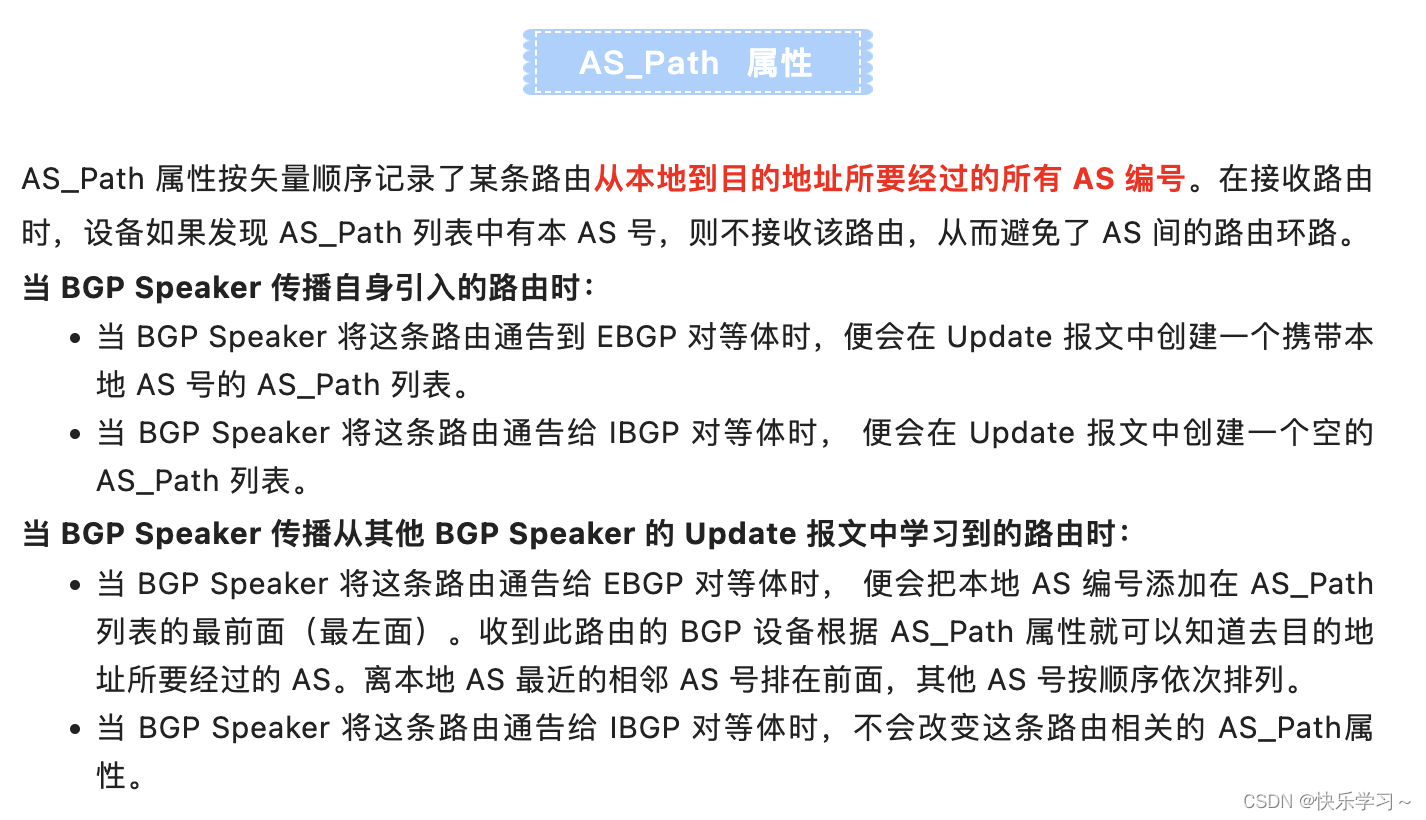 AS_Path 属性
AS_Path 属性按矢量顺序记录了某条路由从本地到目的地址所要经过的所有 AS 编号。在接收路由
时，设备如果发现 AS_Path 列表中有本 AS 号，则不接收该路由，从而避免了 AS 间的路由环路。
当 BGP Speaker 传播自身引入的路由时：
• 当 BGP Speaker 将这条路由通告到 EBGP 对等体时，便会在 Update 报文中创建一个携带本
地 AS 号的 AS_Path 列表。
• 当 BGP Speaker 将这条路由通告给 IBGP 对等体时， 便会在 Update 报文中创建一个空的
AS_Path 列表。
当 BGP Speaker 传播从其他 BGP Speaker 的 Update 报文中学习到的路由时：
• 当 BGP Speaker 将这条路由通告给 EBGP 对等体时， 便会把本地 AS 编号添加在 AS_Path
列表的最前面（最左面）。收到此路由的 BGP 设备根据 AS_Path 属性就可以知道去目的地
址所要经过的 AS。离本地 AS 最近的相邻 AS 号排在前面，其他 AS 号按顺序依次排列。
• 当 BGP Speaker 将这条路由通告给 IBGP 对等体时，不会改变这条路由相关的 AS_Path属
性。
CSDN @快乐学习～